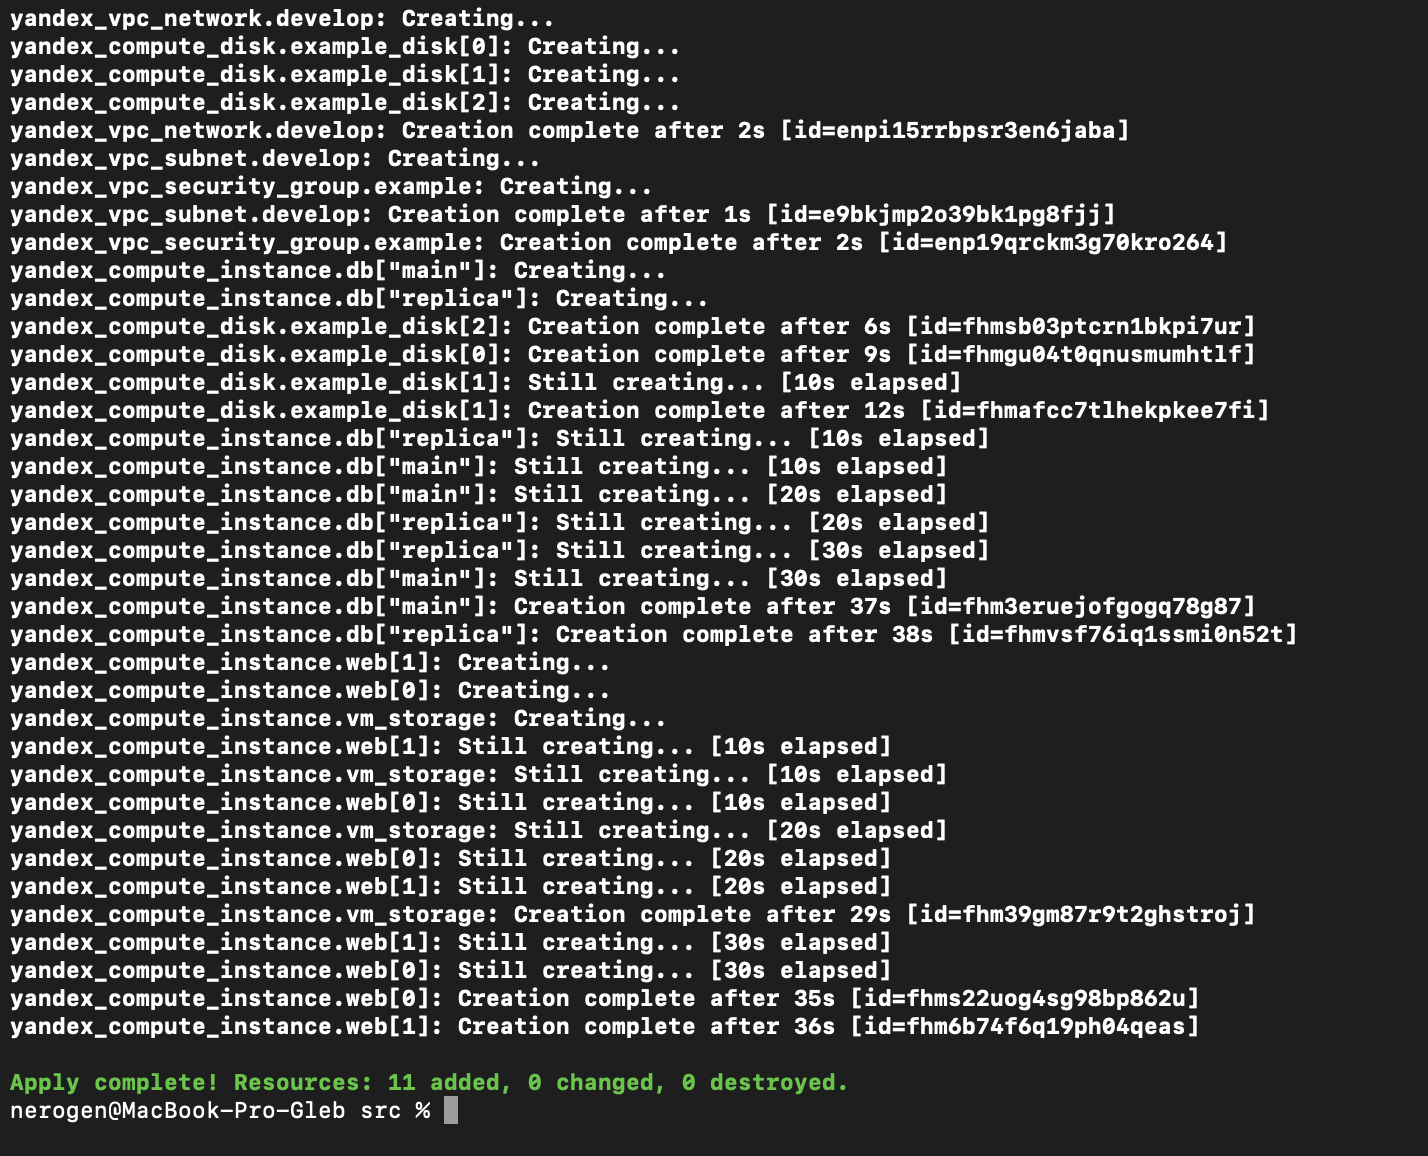 yandex_vpc_network.develop: Creating...
yandex_compute_disk.example_disk[0]: Creating...
yandex_compute_disk.example_disk[1]: Creating...
yandex_compute_disk.example_disk[2]: Creating...
yandex_vpc_network.develop: Creation complete after 2s [id=enpi15rrbpsr3en6jaba]
yandex_vpc_subnet.develop: Creating...
yandex_vpc_security_group.example: Creating...
yandex_vpc_subnet.develop: Creation complete after 1s [id=e9bkjmp2o39bk1pg8fjj]
yandex_vpc_security_group.example: Creation complete after 2s [id=enp19qrckm3g70kro264]
yandex_compute_instance.db["main"]: Creating...
yandex_compute_instance.db["replica"]: Creating...
yandex_compute_disk.example_disk[2]: Creation complete after 6s [id=fhmsb03ptcrn1bkpi7ur]
yandex_compute_disk.example_disk[0]: Creation complete after 9s [id=fhmgu04t0qnusmumhtlf]
yandex_compute_disk.example_disk[1]: Still creating... [10s elapsed]
yandex_compute_disk.example_disk[1]: Creation complete after 12s [id=fhmafcc7tlhekpkee7fi]
yandex_compute_instance.db["replica"]: Still creating... [10s elapsed]
yandex_compute_instance.db["main"]: Still creating... [10s elapsed]
yandex_compute_instance.db["main"]: Still creating... [20s elapsed]
yandex_compute_instance.db["replica"]: Still creating... [20s elapsed]
yandex_compute_instance.db["replica"]: Still creating... [30s elapsed]
yandex_compute_instance.db["main"]: Still creating... [30s elapsed]
yandex_compute_instance.db["main"]: Creation complete after 37s [id=fhm3eruejofgogq78g87]
yandex_compute_instance.db["replica"]: Creation complete after 38s [id=fhmvsf76iq1ssmi0n52t]
yandex_compute_instance.web[1]: Creating...
yandex_compute_instance.web[0]: Creating...
yandex_compute_instance.vm_storage: Creating...
yandex_compute_instance.web[1]: Still creating... [10s elapsed]
yandex_compute_instance.vm_storage: Still creating... [10s elapsed]
yandex_compute_instance.web[0]: Still creating... [10s elapsed]
yandex_compute_instance.vm_storage: Still creating... [20s elapsed]
yandex_compute_instance.web[0]: Still creating... [20s elapsed]
yandex_compute_instance.web[1]: Still creating... [20s elapsed]
yandex_compute_instance.vm_storage: Creation complete after 29s [id=fhm39gm87r9t2ghstroj]
yandex_compute_instance.web[1]: Still creating... [30s elapsed]
yandex_compute_instance.web[0]: Still creating... [30s elapsed]
yandex_compute_instance.web[0]: Creation complete after 35s [id=fhms22uog4sg98bp862u]
yandex_compute_instance.web[1]: Creation complete after 36s [id=fhm6b74f6q19ph04qeas]
Apply complete! Resources: 11 added, 0 changed, 0 destroyed.
nerogen@MacBook-Pro-Gleb src %